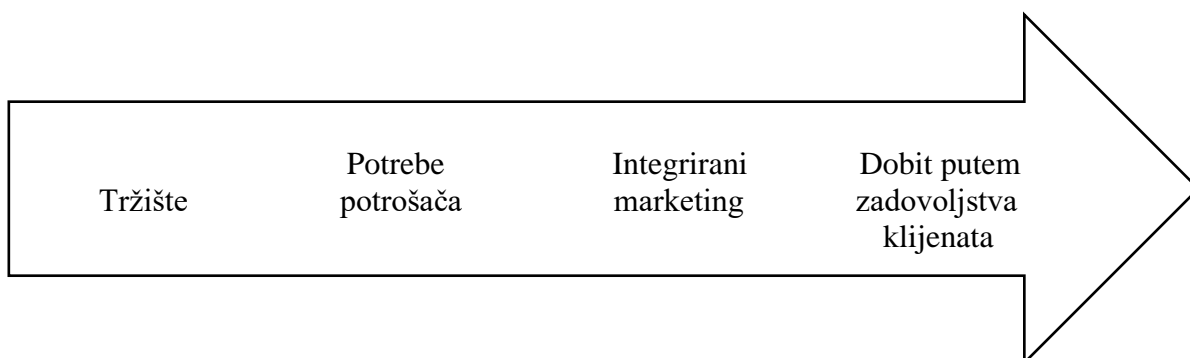 Tržište
Potrebe
potrošača
Integrirani
marketing
Dobit putem
zadovoljstva
klijenata